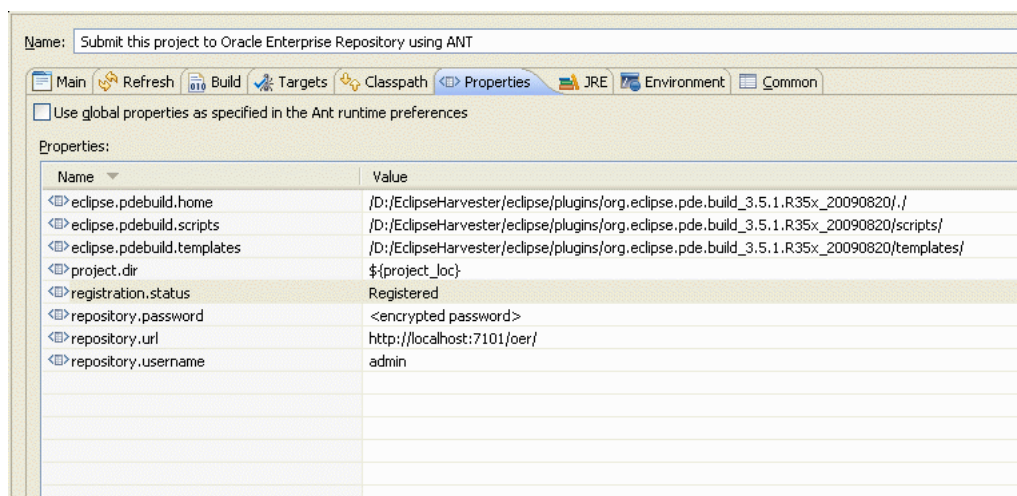 Name: Submit this project to Oracle Enterprise Repository using ANT
Main Refresh Build Targets Classpath Properties JRE Environment Common
Use global properties as specified in the Ant runtime preferences
Properties:
Name Value
eclipse.pdebuild.home /D:/EclipseHarvester/eclipse/plugins/org.eclipse.pde.build_3.5.1.R35x_20090820/./
eclipse.pdebuild.scripts /D:/EclipseHarvester/eclipse/plugins/org.eclipse.pde.build_3.5.1.R35x_20090820/scripts/
eclipse.pdebuild.templates /D:/EclipseHarvester/eclipse/plugins/org.eclipse.pde.build_3.5.1.R35x_20090820/templates/
project.dir ${project_loc}
registration.status Registered
repository.password <encrypted password>
repository.url http://localhost:7101/oer/
repository.username admin